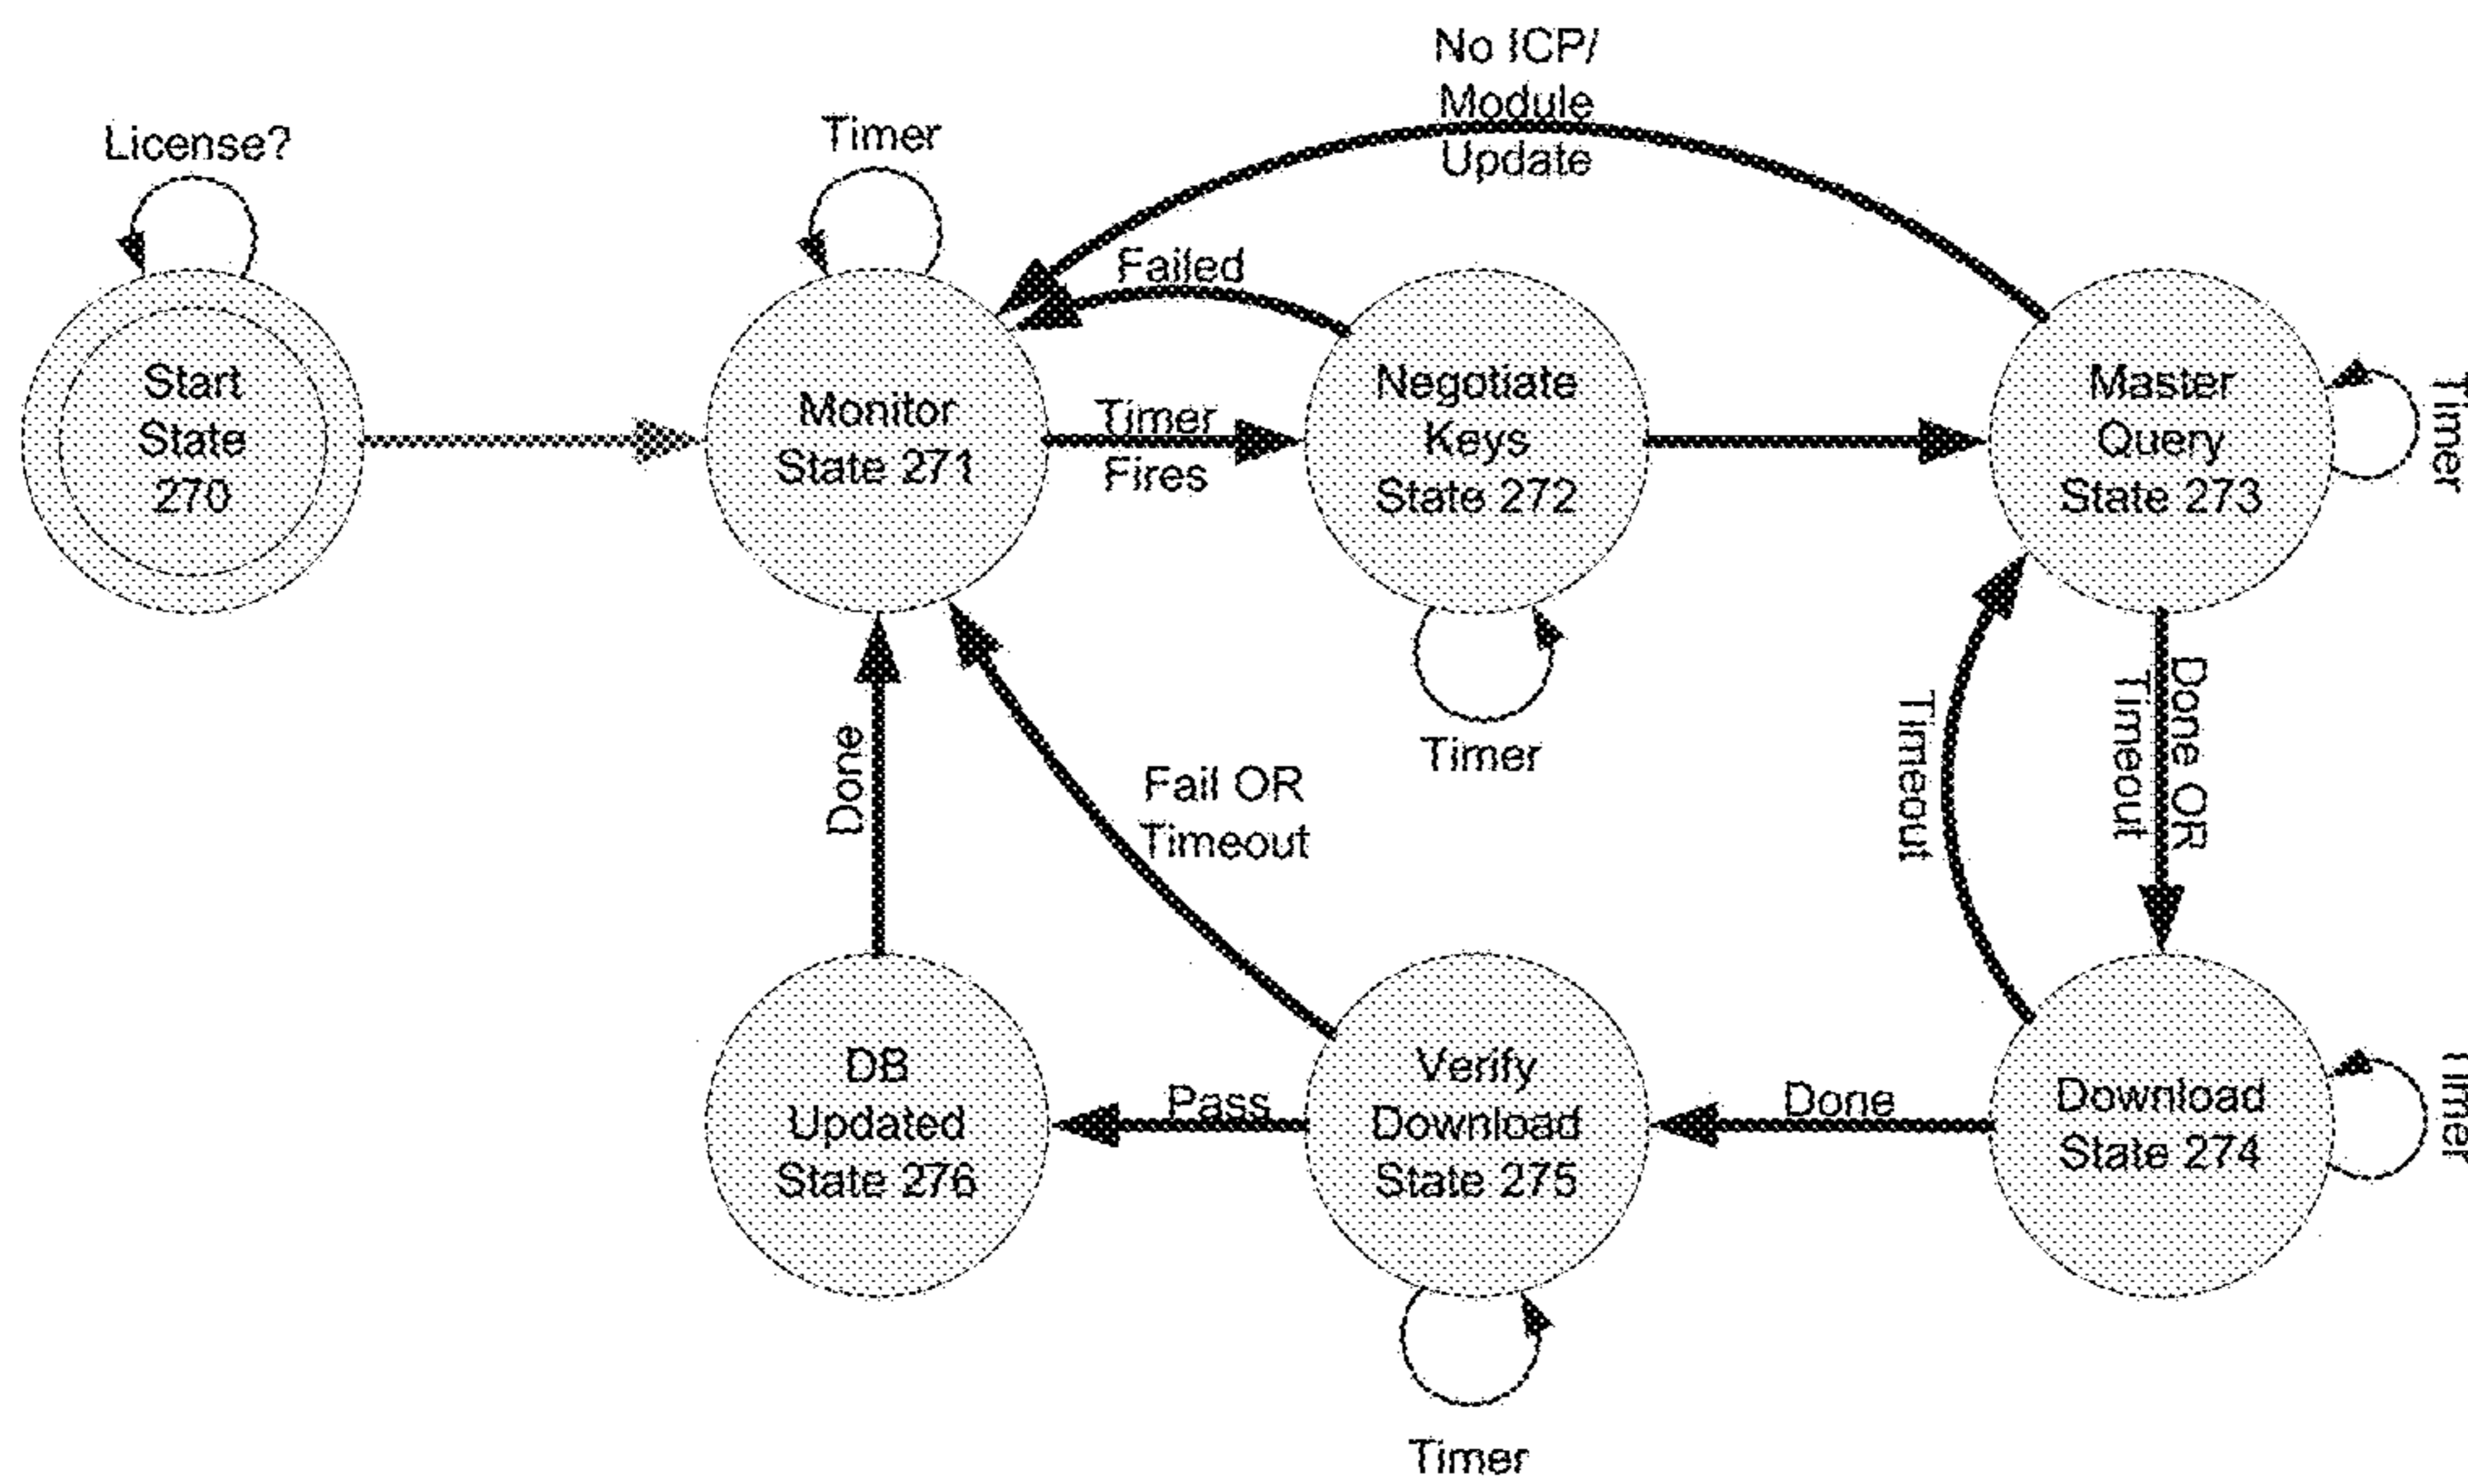 No ICP/
Module
Update
License?
Timer
Failed
Start
State
270
Monitor
State 271
Timer
Fires
Negotiate
Keys
State 272
Master
Query
State 273
Timer
Timer
Done OR
Timeout
Timeout
Done
Fail OR
Timeout
DB
Updated
State 276
Pass
Verify
Download
State 275
Done
Download
State 274
Timer
Timer